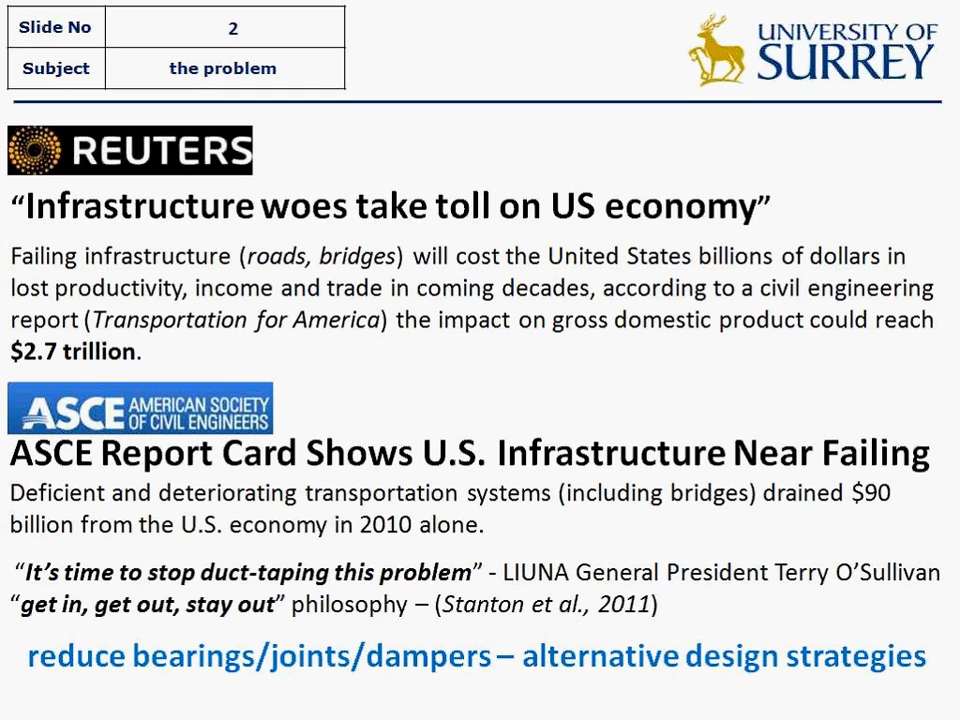 Slide No 2
Subject the problem
UNIVERSITY OF
SURREY
REUTERS
“Infrastructure woes take toll on US economy”
Failing infrastructure (roads, bridges) will cost the United States billions of dollars in
lost productivity, income and trade in coming decades, according to a civil engineering
report (Transportation for America) the impact on gross domestic product could reach
$2.7 trillion.
ASCE AMERICAN SOCIETY
OF CIVIL ENGINEERS
ASCE Report Card Shows U.S. Infrastructure Near Failing
Deficient and deteriorating transportation systems (including bridges) drained $90
billion from the U.S. economy in 2010 alone.
“It’s time to stop duct-taping this problem” - LIUNA General President Terry O’Sullivan
“get in, get out, stay out” philosophy – (Stanton et al., 2011)
reduce bearings/joints/dampers – alternative design strategies